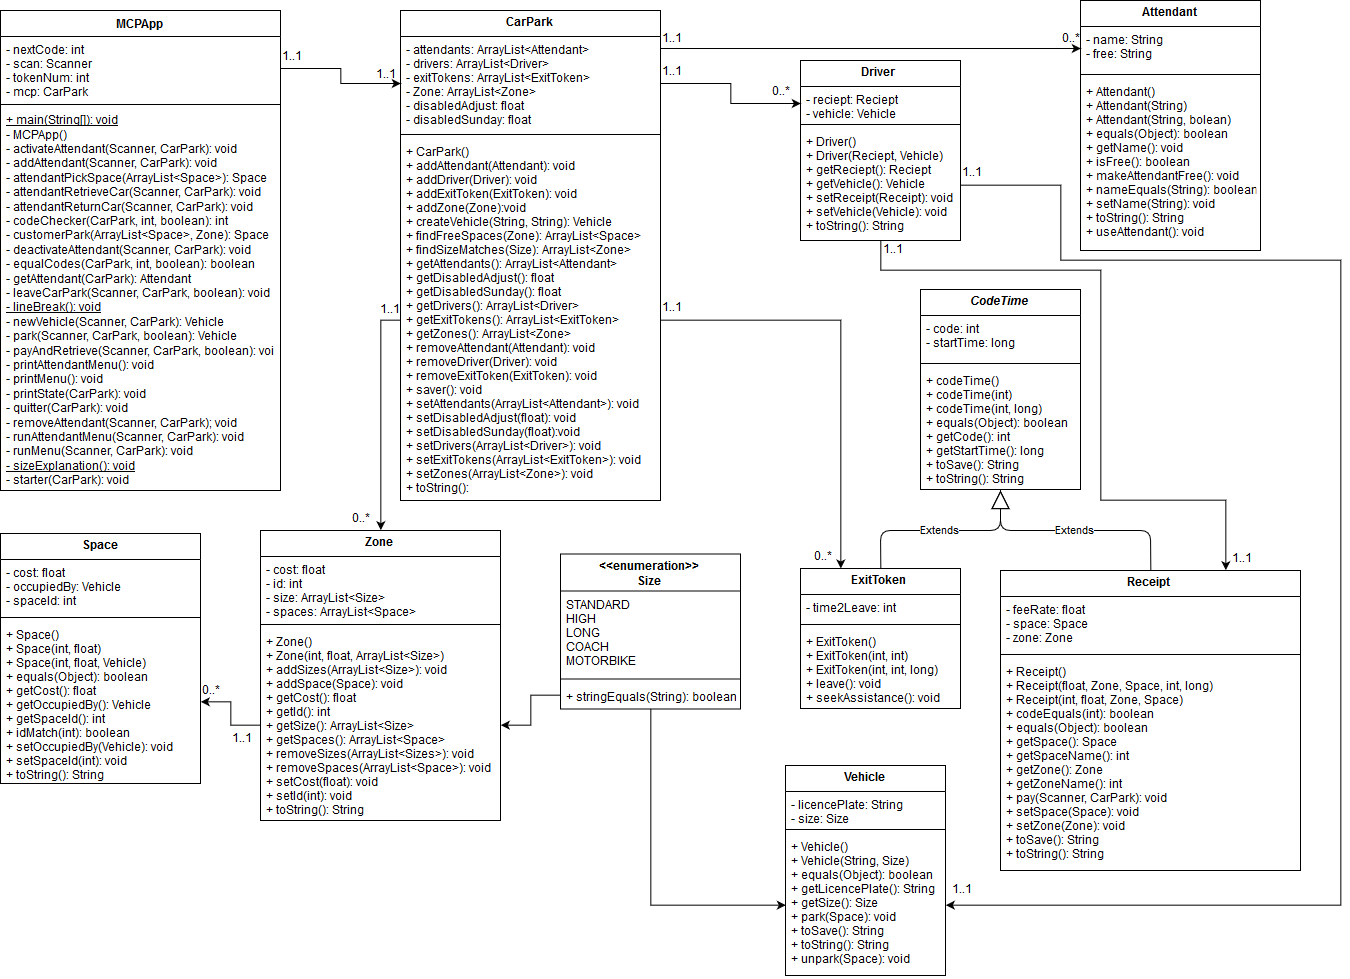 MCPApp
- nextCode: int
- scan: Scanner
- tokenNum: int
- mcp: CarPark
+ main(String[]): void
- MCPApp()
- activateAttendant(Scanner, CarPark): void
- addAttendant(Scanner, CarPark): void
- attendantPickSpace(ArrayList<Space>): Space
- attendantRetrieveCar(Scanner, CarPark): void
- attendantReturnCar(Scanner, CarPark): void
- codeChecker(CarPark, int, boolean): int
- customerPark(ArrayList<Space>, Zone): Space
- deactivateAttendant(Scanner, CarPark): void
- equalCodes(CarPark, int, boolean): boolean
- getAttendant(CarPark): Attendant
- leaveCarPark(Scanner, CarPark, boolean): void
- lineBreak(): void
- newVehicle(Scanner, CarPark): Vehicle
- park(Scanner, CarPark, boolean): Vehicle
- payAndRetrieve(Scanner, CarPark, boolean): voi
- printAttendantMenu(): void
- printMenu(): void
- printState(CarPark): void
- quitter(CarPark): void
- removeAttendant(Scanner, CarPark; void
- runAttendantMenu(Scanner, CarPark): void
- runMenu(Scanner, CarPark): void
- sizeExplanation(): void
- starter(CarPark): void
1..1
1..1
CarPark
- attendants: ArrayList<Attendant>
- drivers: ArrayList<Driver>
- exitTokens: ArrayList<ExitToken>
- Zone: ArrayList<Zone>
- disabledAdjust: float
- disabledSunday: float
+ CarPark()
+ addAttendant(Attendant): void
+ addDriver(Driver): void
+ addExitToken(ExitToken): void
+ addZone(Zone):void
+ createVehicle(String, String): Vehicle
+ findFreeSpaces(Zone): ArrayList<Space>
+ findSizeMatches(Size): ArrayList<Zone>
+ getAttendants(): ArrayList<Attendant>
+ getDisabledAdjust(): float
+ getDisabledSunday(): float
+ getDrivers(): ArrayList<Driver>
+ getExitTokens(): ArrayList<ExitToken>
+ getZones(): ArrayList<Zone>
+ removeAttendant(Attendant): void
+ removeDriver(Driver): void
+ removeExitToken(ExitToken): void
+ saver(): void
+ setAttendants(ArrayList<Attendant>): void
+ setDisabledAdjust(float): void
+ setDisabledSunday(float):void
+ setDrivers(ArrayList<Driver>): void
+ setExitTokens(ArrayList<ExitToken>): void
+ setZones(ArrayList<Zone>): void
+ toString():
1..1
0..*
1..1
0..*
1..1
0..*
1..1
0..*
Driver
- reciept: Reciept
- vehicle: Vehicle
+ Driver()
+ Driver(Reciept, Vehicle)
+ getReciept(): Reciept
+ getVehicle(): Vehicle
+ setReceipt(Receipt): void
+ setVehicle(Vehicle): void
+ toString(): String
1..1
1..1
Attendant
- name: String
- free: String
+ Attendant()
+ Attendant(String)
+ Attendant(String, bolean)
+ equals(Object): boolean
+ getName(): void
+ isFree(): boolean
+ makeAttendantFree(): void
+ nameEquals(String): boolean
+ setName(String): void
+ toString(): String
+ useAttendant(): void
CodeTime
- code: int
- startTime: long
+ codeTime()
+ codeTime(int)
+ codeTime(int, long)
+ equals(Object): boolean
+ getCode(): int
+ getStartTime(): long
+ toSave(): String
+ toString(): String
Extends
Extends
1..1
Space
- cost: float
- occupiedBy: Vehicle
- spaceId: int
+ Space()
+ Space(int, float)
+ Space(int, float, Vehicle)
+ equals(Object): boolean
+ getCost(): float
+ getOccupiedBy(): Vehicle
+ getSpaceId(): int
+ idMatch(int): boolean
+ setOccupiedBy(Vehicle): void
+ setSpaceId(int): void
+ toString(): String
0..*
1..1
Zone
- cost: float
- id: int
- size: ArrayList<Size>
- spaces: ArrayList<Space>
+ Zone()
+ Zone(int, float, ArrayList<Size>)
+ addSizes(ArrayList<Size>): void
+ addSpace(Space): void
+ getCost(): float
+ getId(): int
+ getSize(): ArrayList<Size>
+ getSpaces(): ArrayList<Space>
+ removeSizes(ArrayList<Sizes>): void
+ removeSpaces(ArrayList<Space>): void
+ setCost(float): void
+ setId(int): void
+ toString(): String
<<enumeration>>
Size
STANDARD
HIGH
LONG
COACH
MOTORBIKE
+ stringEquals(String): boolean
ExitToken
- time2Leave: int
+ ExitToken()
+ ExitToken(int, int)
+ ExitToken(int, int, long)
+ leave(): void
+ seekAssistance(): void
Receipt
- feeRate: float
- space: Space
- zone: Zone
+ Receipt()
+ Receipt(float, Zone, Space, int, long)
+ Receipt(int, float, Zone, Space)
+ codeEquals(int): boolean
+ equals(Object): boolean
+ getSpace(): Space
+ getSpaceName(): int
+ getZone(): Zone
+ getZoneName(): int
+ pay(Scanner, CarPark): void
+ setSpace(Space): void
+ setZone(Zone): void
+ toSave(): String
+ toString(): String
Vehicle
- licencePlate: String
- size: Size
+ Vehicle()
+ Vehicle(String, Size)
+ equals(Object): boolean
+ getLicencePlate(): String
+ getSize(): Size
+ park(Space): void
+ toSave(): String
+ toString(): String
+ unpark(Space): void
1..1